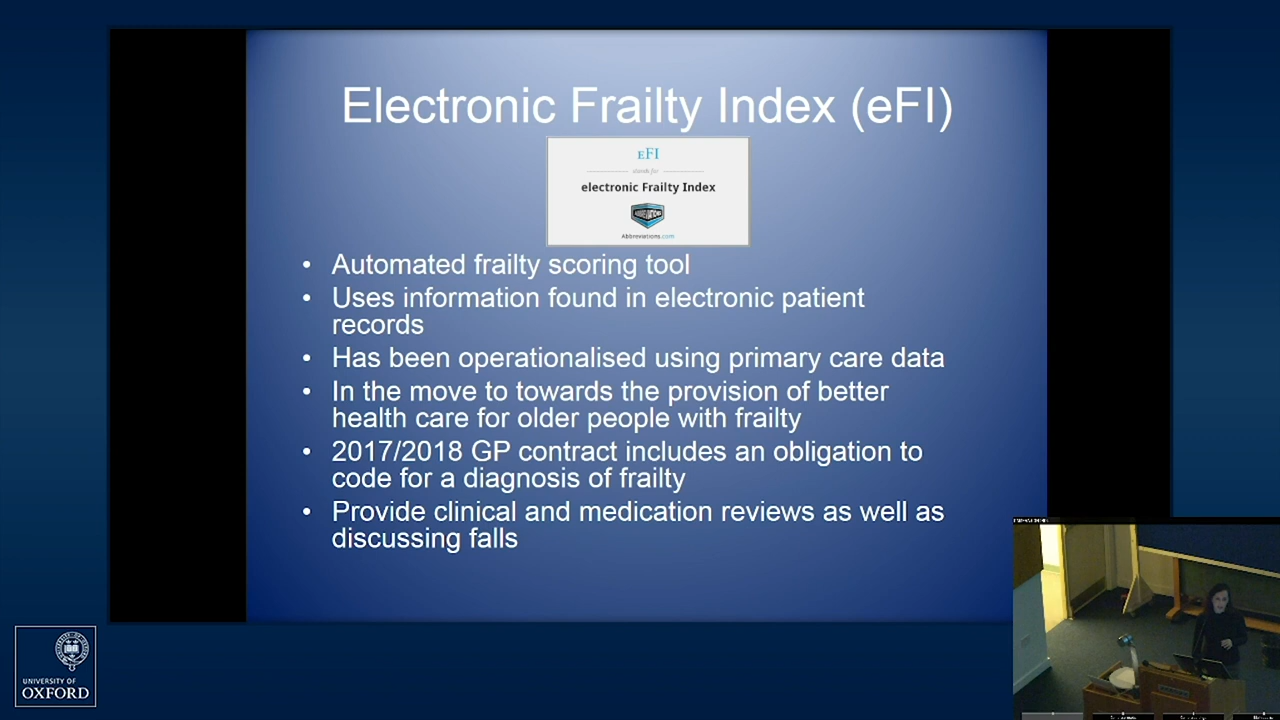 Electronic Frailty Index (eFI)
eFI
stands for
electronic Frailty Index
Abbreviations.com
• Automated frailty scoring tool
• Uses information found in electronic patient
records
• Has been operationalised using primary care data
• In the move to towards the provision of better
health care for older people with frailty
• 2017/2018 GP contract includes an obligation to
code for a diagnosis of frailty
• Provide clinical and medication reviews as well as
discussing falls
UNIVERSITY OF
OXFORD